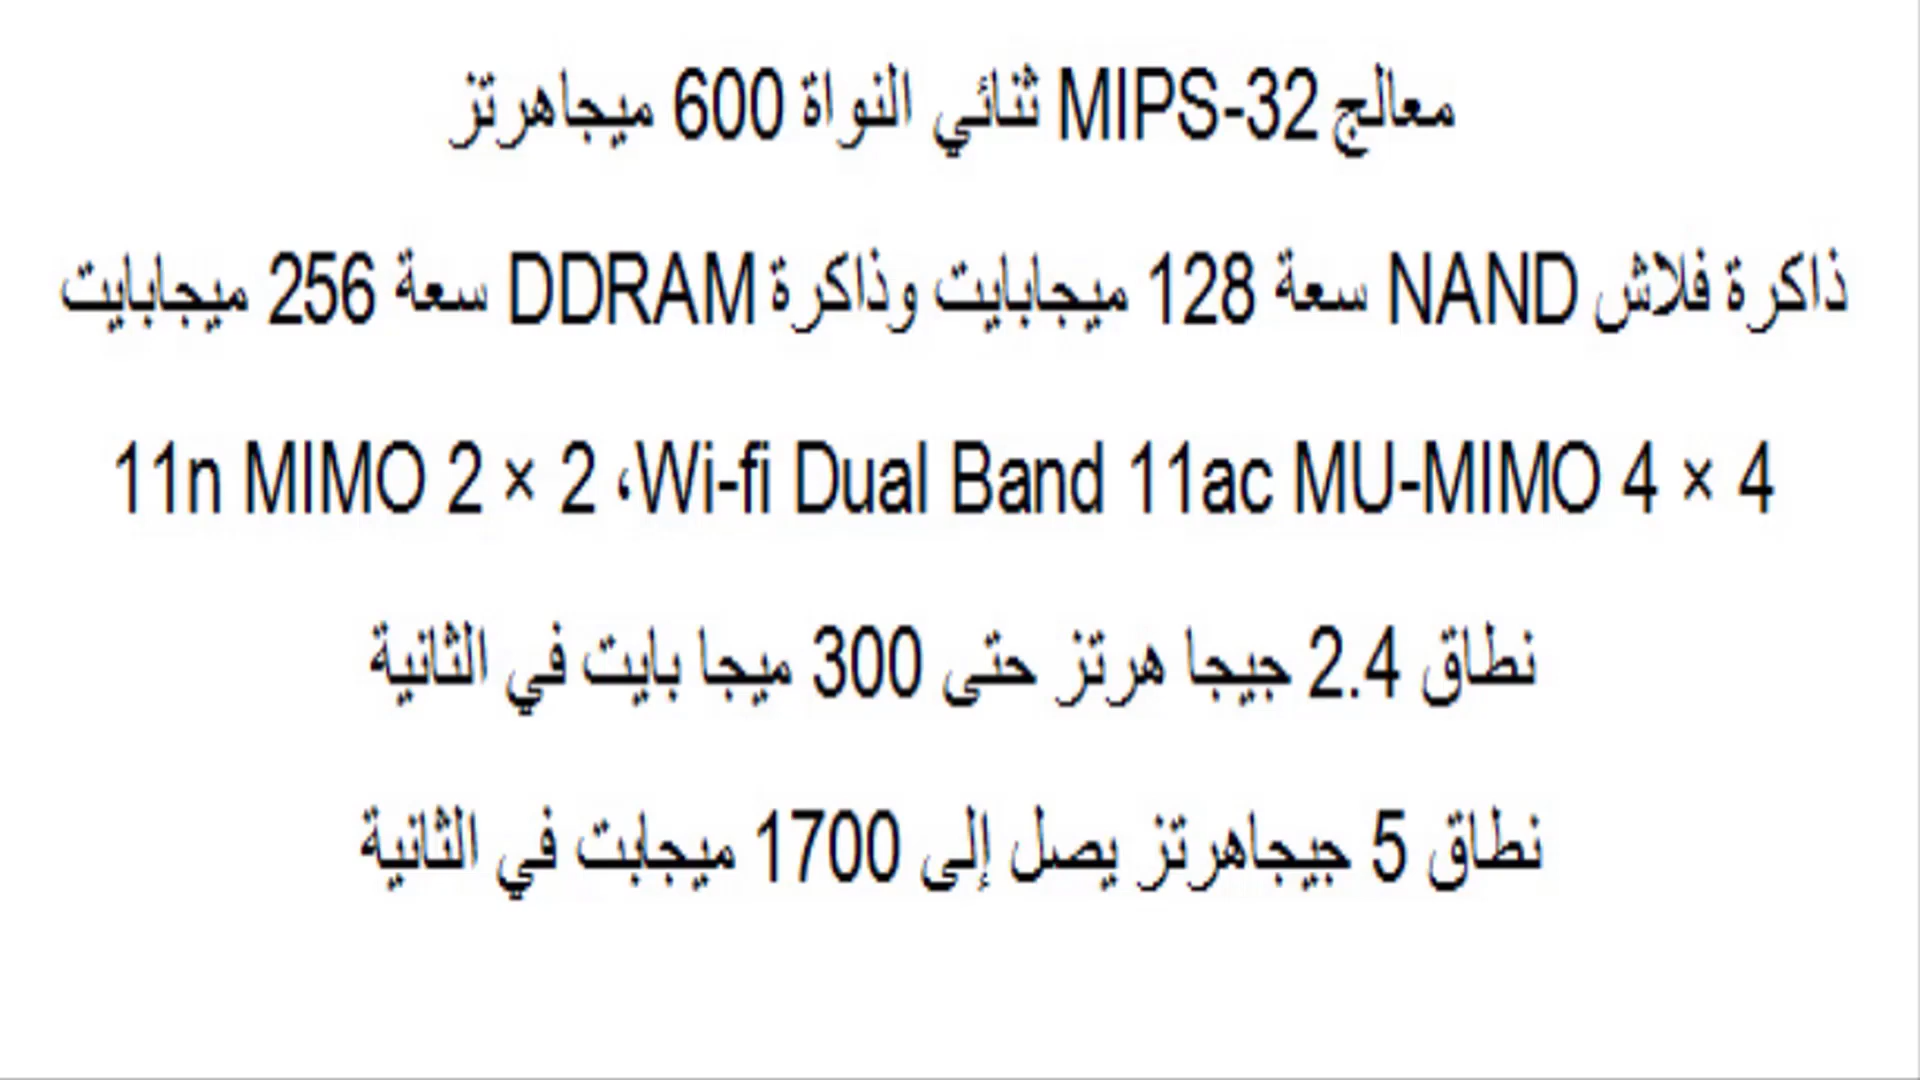 معالج MIPS-32 ثنائي النواة 600 ميجاهرتز
ذاكرة فلاش NAND سعة 128 ميجابايت وذاكرة DDRAM سعة 256 ميجابايت
Wi-fi Dual Band 11ac MU-MIMO 4 × 4، 11n MIMO 2 × 2
نطاق 2.4 جيجا هرتز حتى 300 ميجا بايت في الثانية
نطاق 5 جيجاهرتز يصل إلى 1700 ميجابت في الثانية